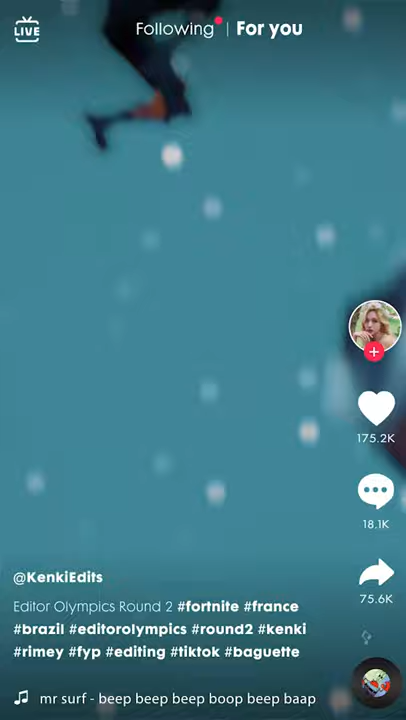 LIVE
Following | For you
175.2K
18.1K
75.6K
@KenkiEdits
Editor Olympics Round 2 #fortnite #france
#brazil #editorolympics #round2 #kenki
#rimey #fyp #editing #tiktok #baguette
mr surf - beep beep beep boop beep baap